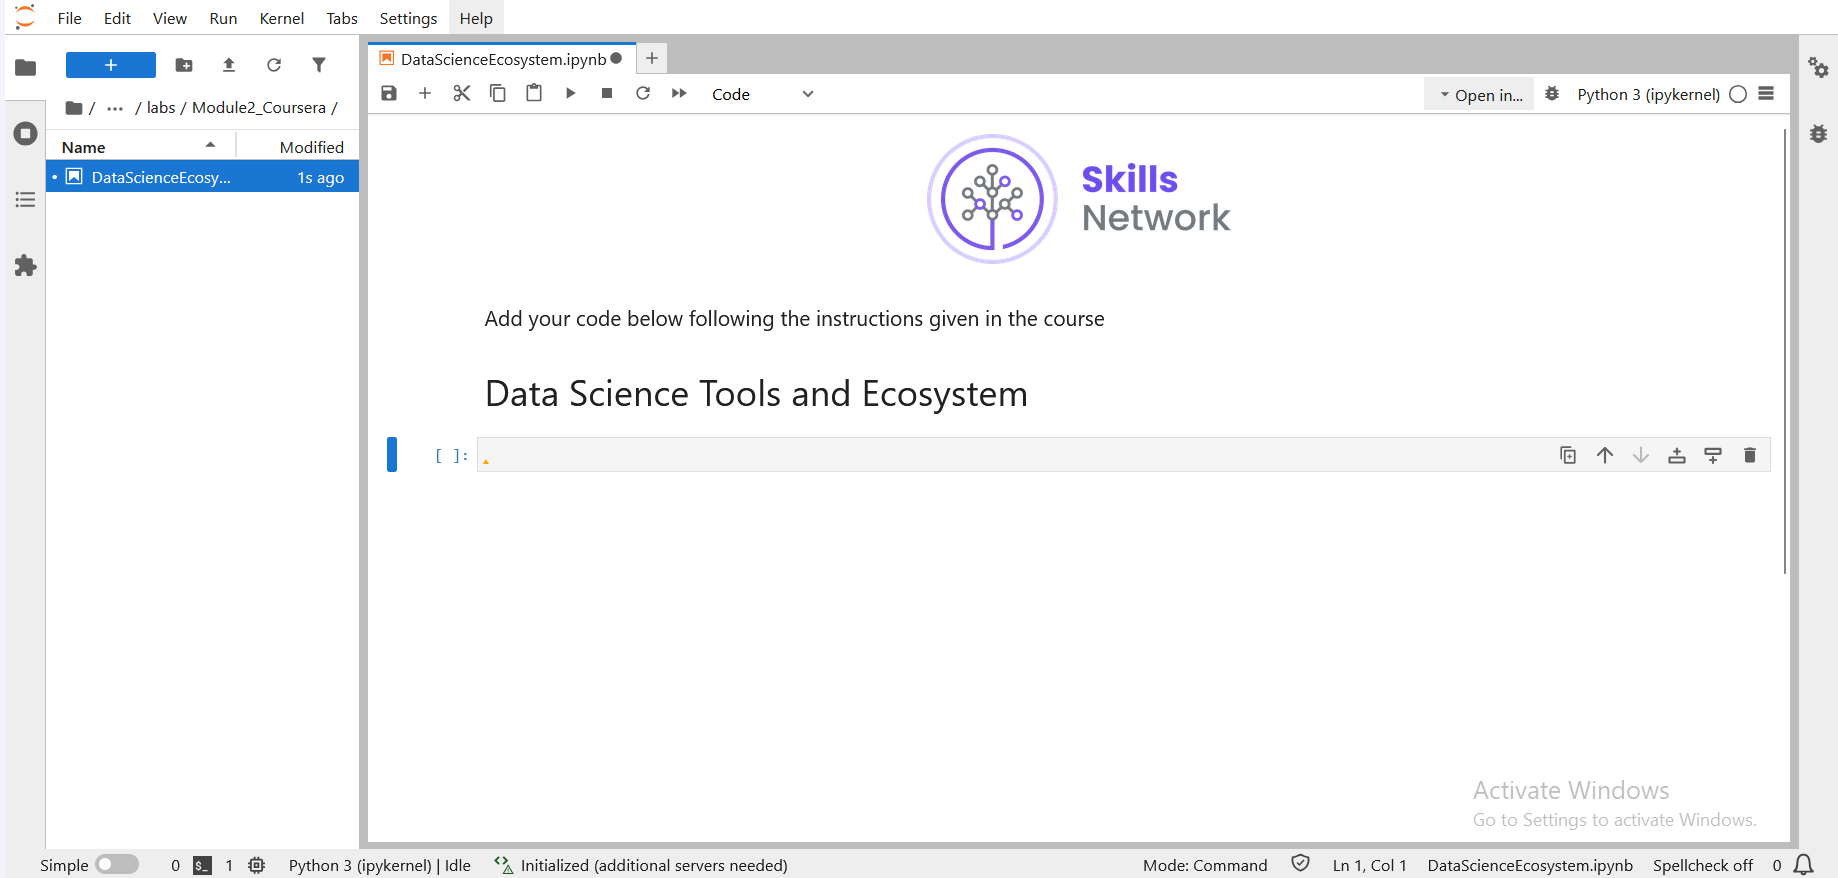 File Edit View Run Kernel Tabs Settings Help
+
/ ··· / labs / Module2_Coursera /
Name Modified
• DataScienceEcosy... 1s ago
DataScienceEcosystem.ipynb
Code
Open in...
Python 3 (ipykernel)
Skills
Network
Add your code below following the instructions given in the course
Data Science Tools and Ecosystem
[ ]:
Activate Windows
Go to Settings to activate Windows.
Simple 0 $_ 1 Python 3 (ipykernel) | Idle Initialized (additional servers needed) Mode: Command Ln 1, Col 1 DataScienceEcosystem.ipynb Spellcheck off 0